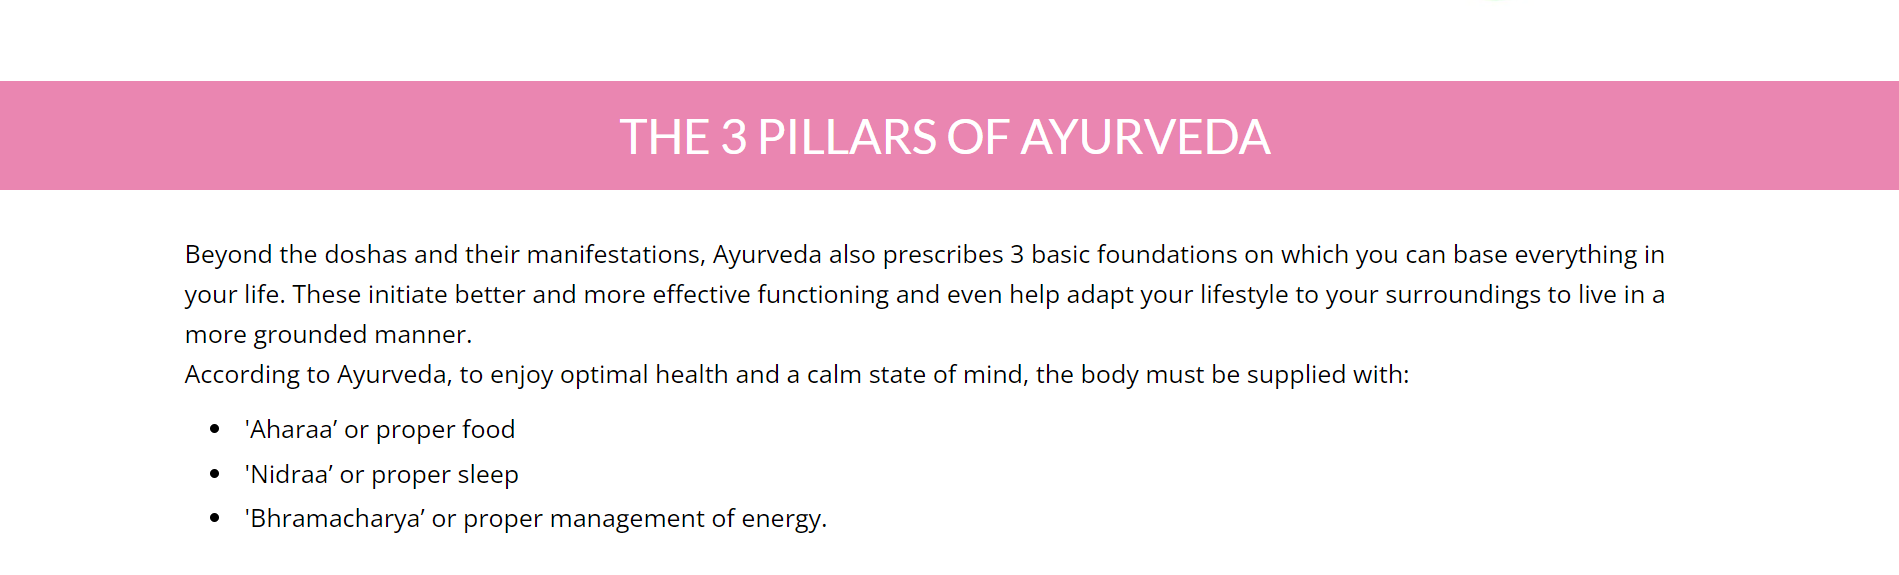 THE 3 PILLARS OF AYURVEDA
Beyond the doshas and their manifestations, Ayurveda also prescribes 3 basic foundations on which you can base everything in
your life. These initiate better and more effective functioning and even help adapt your lifestyle to your surroundings to live in a
more grounded manner.
According to Ayurveda, to enjoy optimal health and a calm state of mind, the body must be supplied with:
• 'Aharaa’ or proper food
• 'Nidraa’ or proper sleep
• 'Bhramacharya’ or proper management of energy.